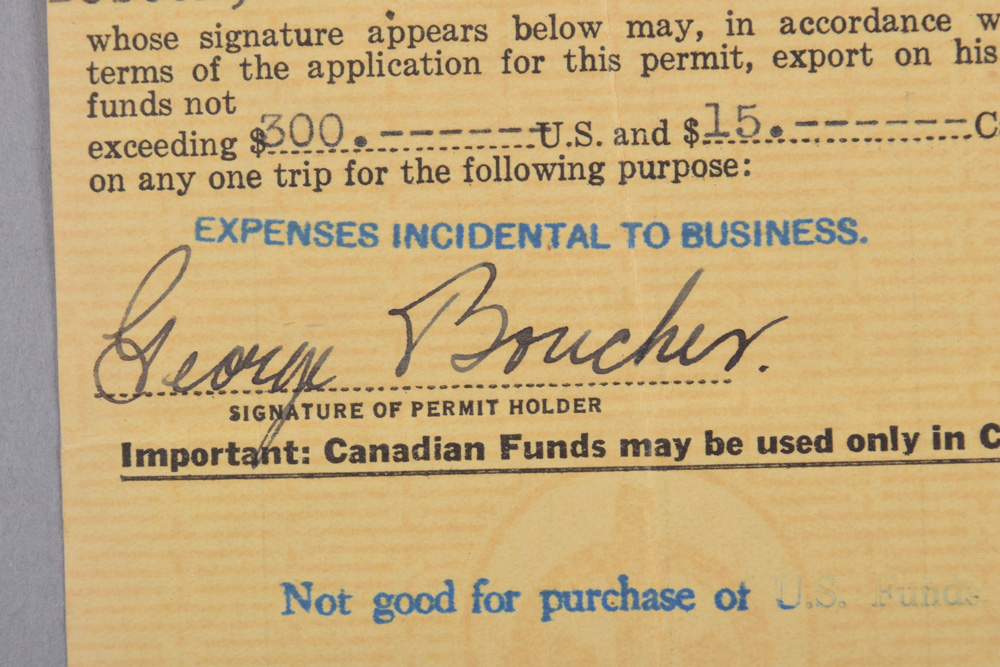 whose signature appears below may, in accordance
terms of the application for this permit, export on his
funds not
exceeding $300.------- U.S. and $15.--------
on any one trip for the following purpose:
EXPENSES INCIDENTAL TO BUSINESS.
George Boucher.
SIGNATURE OF PERMIT HOLDER
Important: Canadian Funds may be used only in
Not good for purchase of U.S. Funds